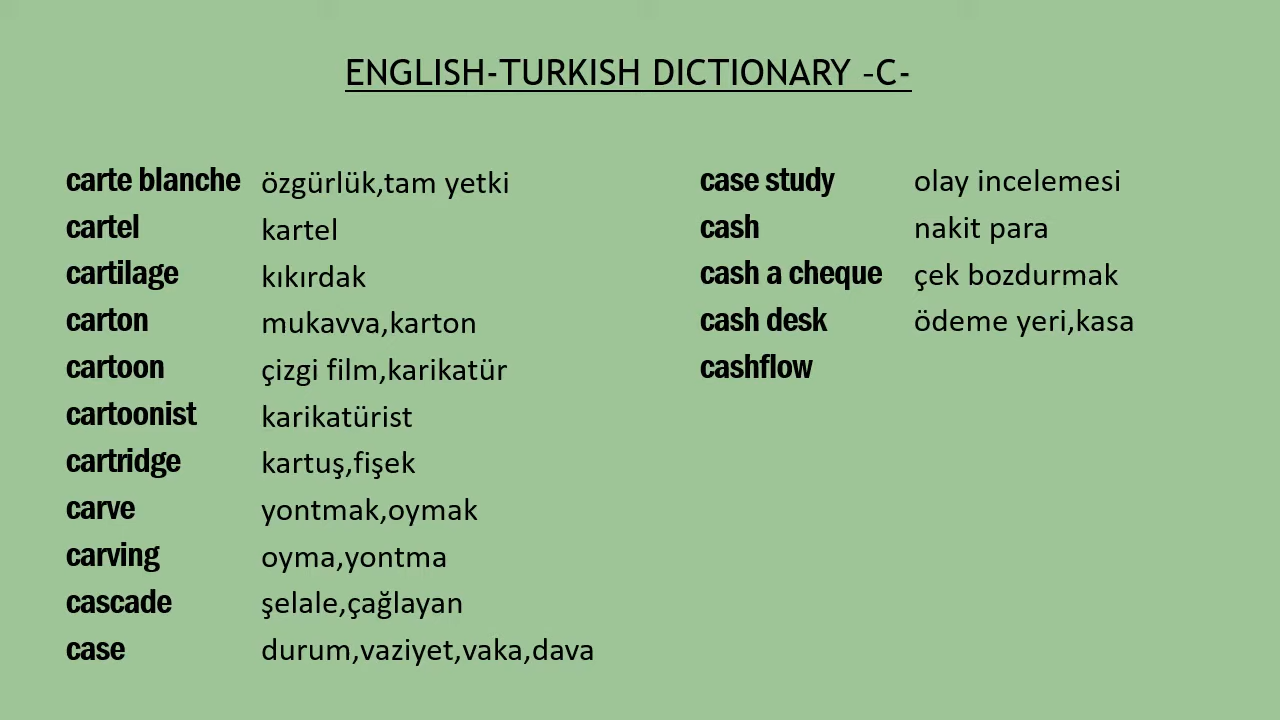 ENGLISH-TURKISH DICTIONARY –C-
carte blanche özgürlük,tam yetki
cartel kartel
cartilage kıkırdak
carton mukavva,karton
cartoon çizgi film,karikatür
cartoonist karikatürist
cartridge kartuş,fişek
carve yontmak,oymak
carving oyma,yontma
cascade şelale,çağlayan
case durum,vaziyet,vaka,dava
case study olay incelemesi
cash nakit para
cash a cheque çek bozdurmak
cash desk ödeme yeri,kasa
cashflow